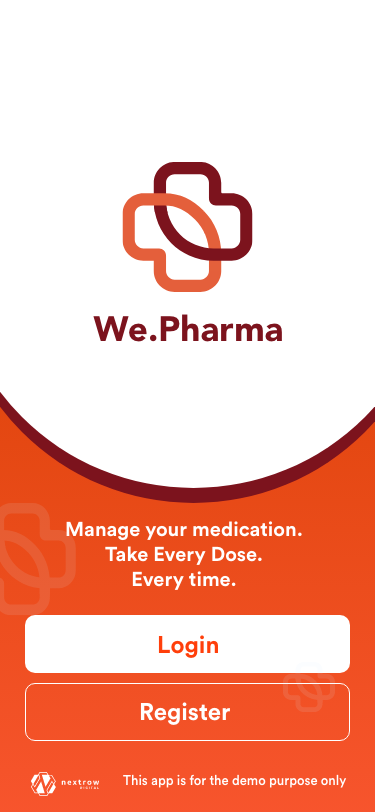 We.Pharma
Manage your medication.
Take Every Dose.
Every time.
Login
Register
nextrow
DIGITAL
This app is for the demo purpose only